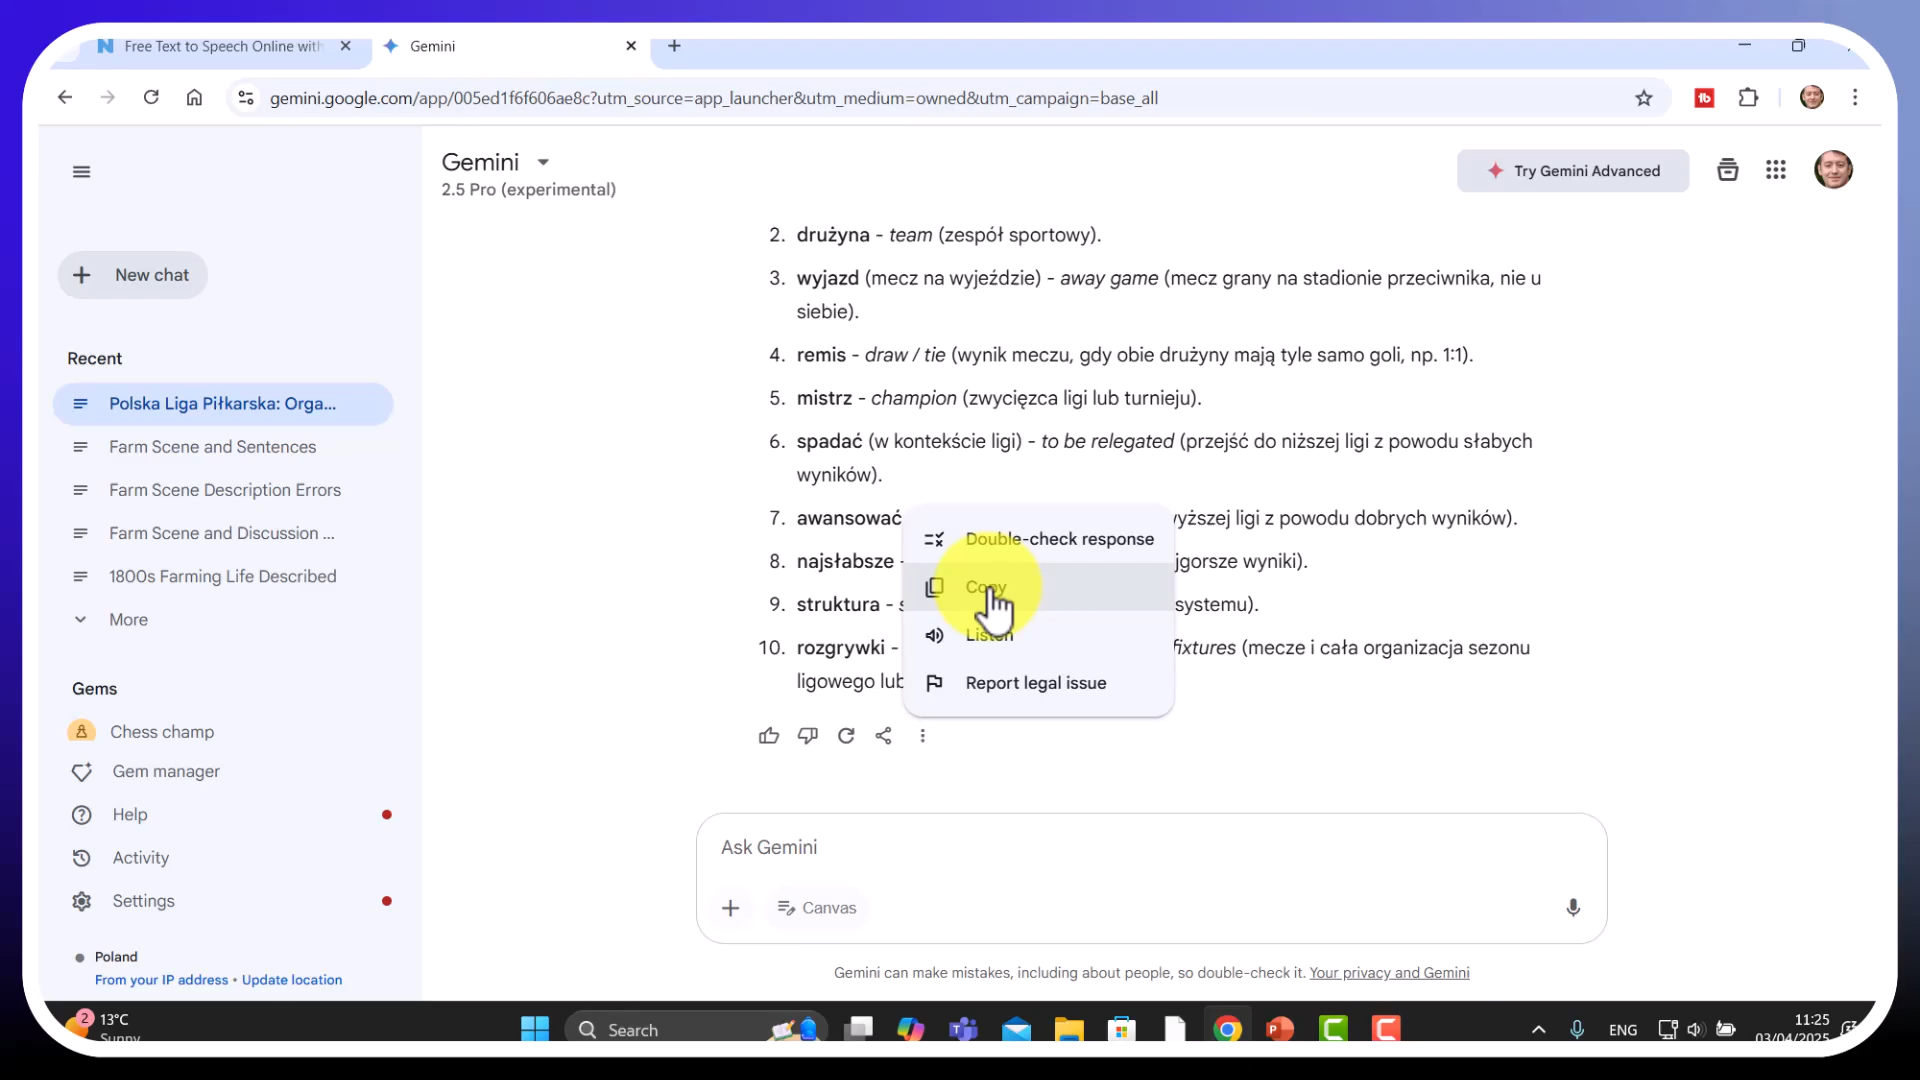 Free Text to Speech Online with
Gemini
gemini.google.com/app/005ed1f6f606ae8c?utm_source=app_launcher&utm_medium=owned&utm_campaign=base_all
Gemini
2.5 Pro (experimental)
Try Gemini Advanced
New chat
Recent
Polska Liga Piłkarska: Orga...
Farm Scene and Sentences
Farm Scene Description Errors
Farm Scene and Discussion ...
1800s Farming Life Described
More
Gems
Chess champ
Gem manager
Help
Activity
Settings
Poland
From your IP address • Update location
2. drużyna - team (zespół sportowy).
3. wyjazd (mecz na wyjeździe) - away game (mecz grany na stadionie przeciwnika, nie u
siebie).
4. remis - draw / tie (wynik meczu, gdy obie drużyny mają tyle samo goli, np. 1:1).
5. mistrz - champion (zwycięzca ligi lub turnieju).
6. spadać (w kontekście ligi) - to be relegated (przejść do niższej ligi z powodu słabych
wyników).
7. awansować yższej ligi z powodu dobrych wyników).
8. najsłabsze - jgorsze wyniki).
9. struktura - s systemu).
10. rozgrywki - fixtures (mecze i cała organizacja sezonu
ligowego lub
Double-check response
Copy
Listen
Report legal issue
Ask Gemini
Canvas
Gemini can make mistakes, including about people, so double-check it. Your privacy and Gemini
2
13°C
Sunny
Search
ENG
11:25
03/04/2025